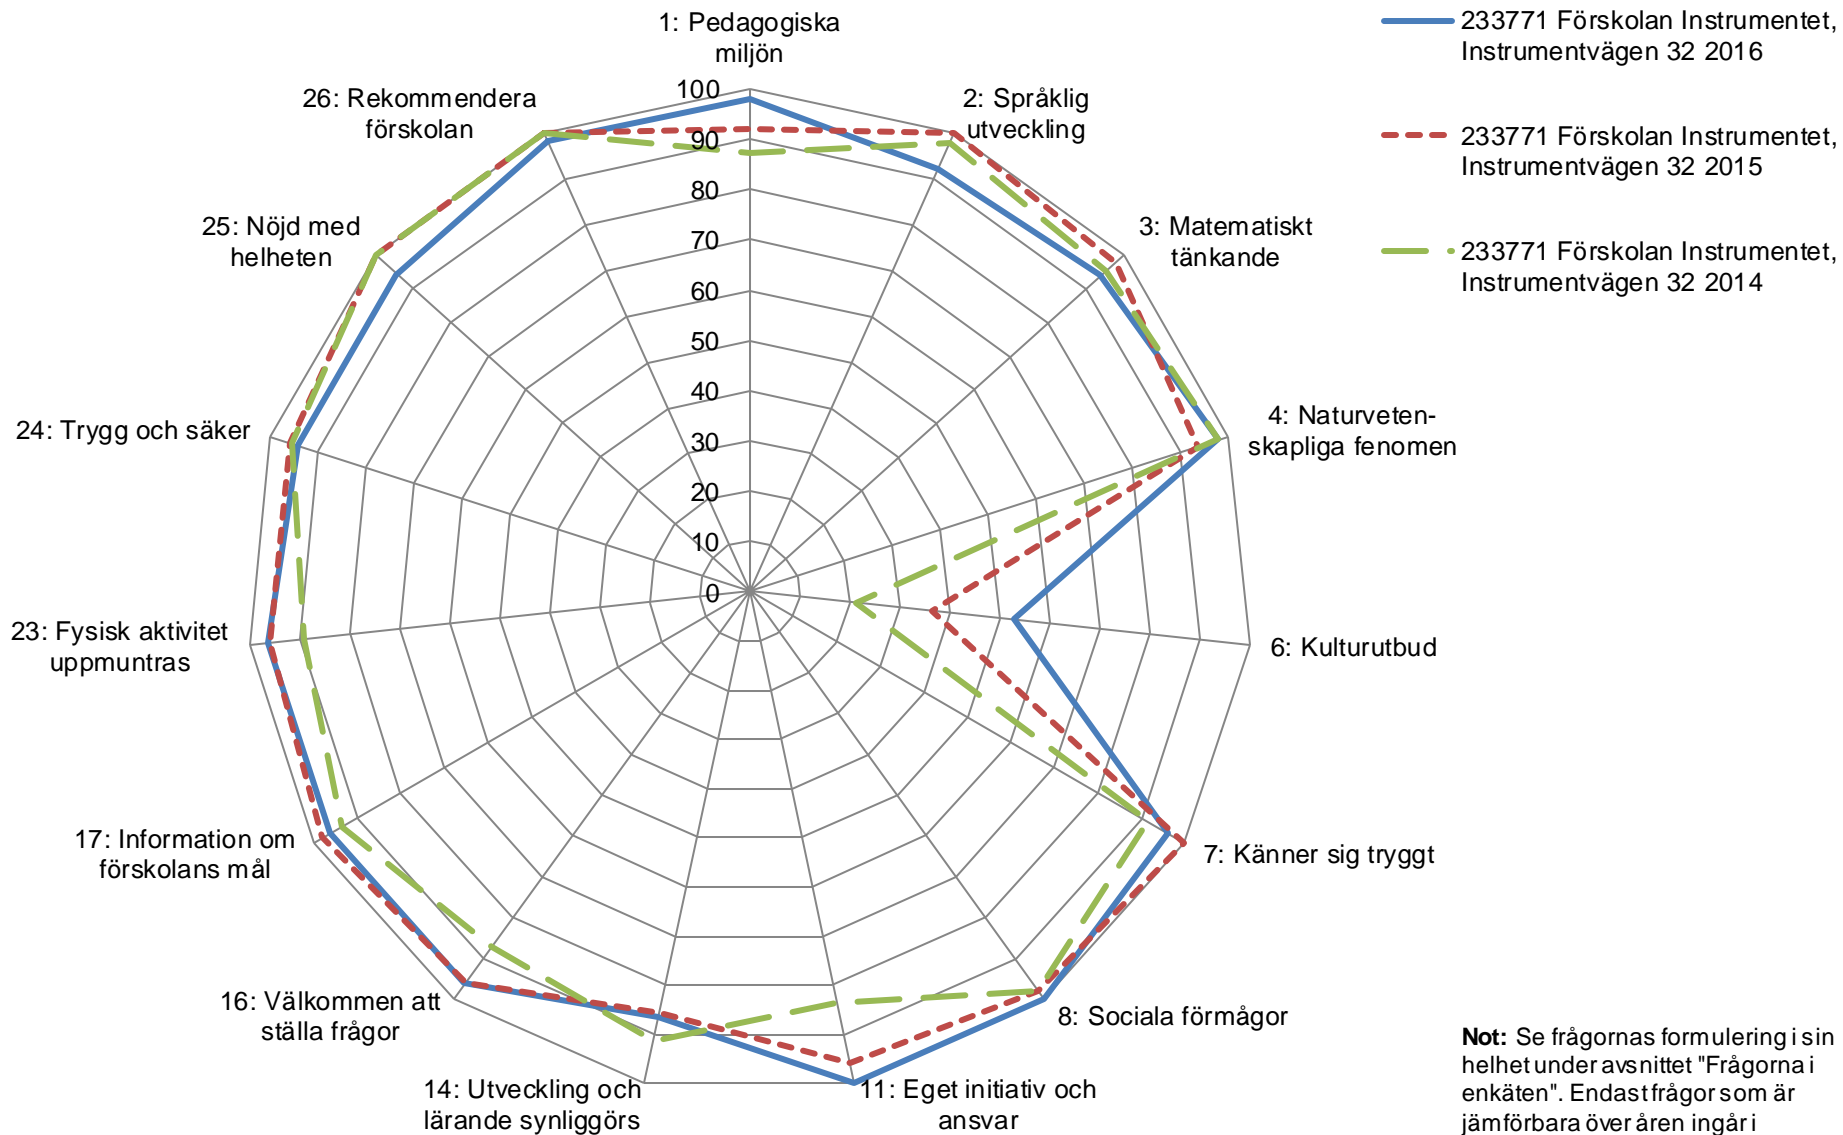 1: Pedagogiska
miljön
2: Språklig
utveckling
3: Matematiskt
tänkande
4: Naturveten-
skapliga fenomen
6: Kulturutbud
7: Känner sig tryggt
8: Sociala förmågor
11: Eget initiativ och
ansvar
14: Utveckling och
lärande synliggörs
16: Välkommen att
ställa frågor
17: Information om
förskolans mål
23: Fysisk aktivitet
uppmuntras
24: Trygg och säker
25: Nöjd med
helheten
26: Rekommendera
förskolan
100
90
80
70
60
50
40
30
20
10
0
233771 Förskolan Instrumentet,
Instrumentvägen 32 2016
233771 Förskolan Instrumentet,
Instrumentvägen 32 2015
233771 Förskolan Instrumentet,
Instrumentvägen 32 2014
Not: Se frågornas formulering i sin
helhet under avsnittet "Frågorna i
enkäten". Endast frågor som är
jämförbara över åren ingår i